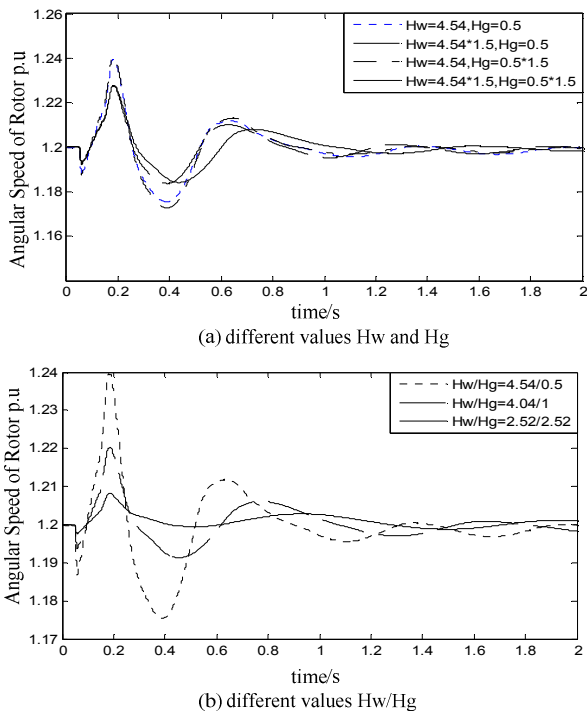 1.26
1.24
1.22
1.2
1.18
1.16
Angular Speed of Rotor p.u
Hw=4.54,Hg=0.5
Hw=4.54*1.5,Hg=0.5
Hw=4.54,Hg=0.5*1.5
Hw=4.54*1.5,Hg=0.5*1.5
0 0.2 0.4 0.6 0.8 1 1.2 1.4 1.6 1.8 2
time/s
(a) different values Hw and Hg
1.24
1.23
1.22
1.21
1.20
1.19
1.18
1.17
Angular Speed of Rotor p.u
Hw/Hg=4.54/0.5
Hw/Hg=4.04/1
Hw/Hg=2.52/2.52
0 0.2 0.4 0.6 0.8 1 1.2 1.4 1.6 1.8 2
time/s
(b) different values Hw/Hg